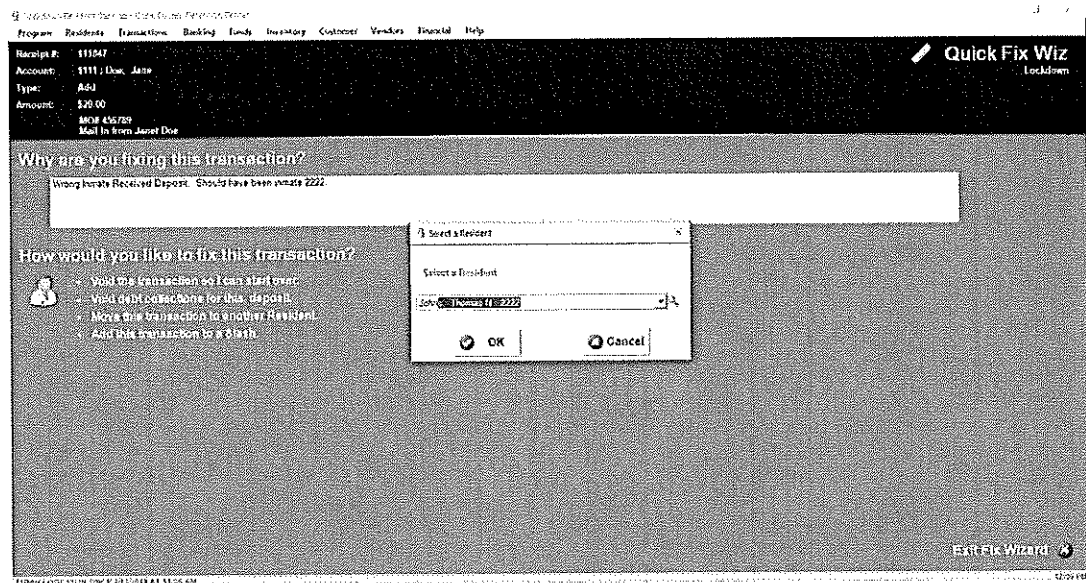 Program Residents Transactions Banking Funds Inventory Customer Vendors Financial Help
Receipt #: 115847
Account: 1111 ; Doe, Jane
Type: Add
Amount: $20.00
MO# 456789
Mail In from Janet Doe
Quick Fix Wiz
Lockdown
Why are you fixing this transaction?
Wrong Inmate Received Deposit. Should have been inmate 2222.
How would you like to fix this transaction?
Void the transaction so I can start over.
Void debt collections for this deposit.
Move this transaction to another Resident.
Add this transaction to a Stash.
Select a Resident
Select a Resident
Thomas
2222
OK Cancel
Exit Fix Wizard